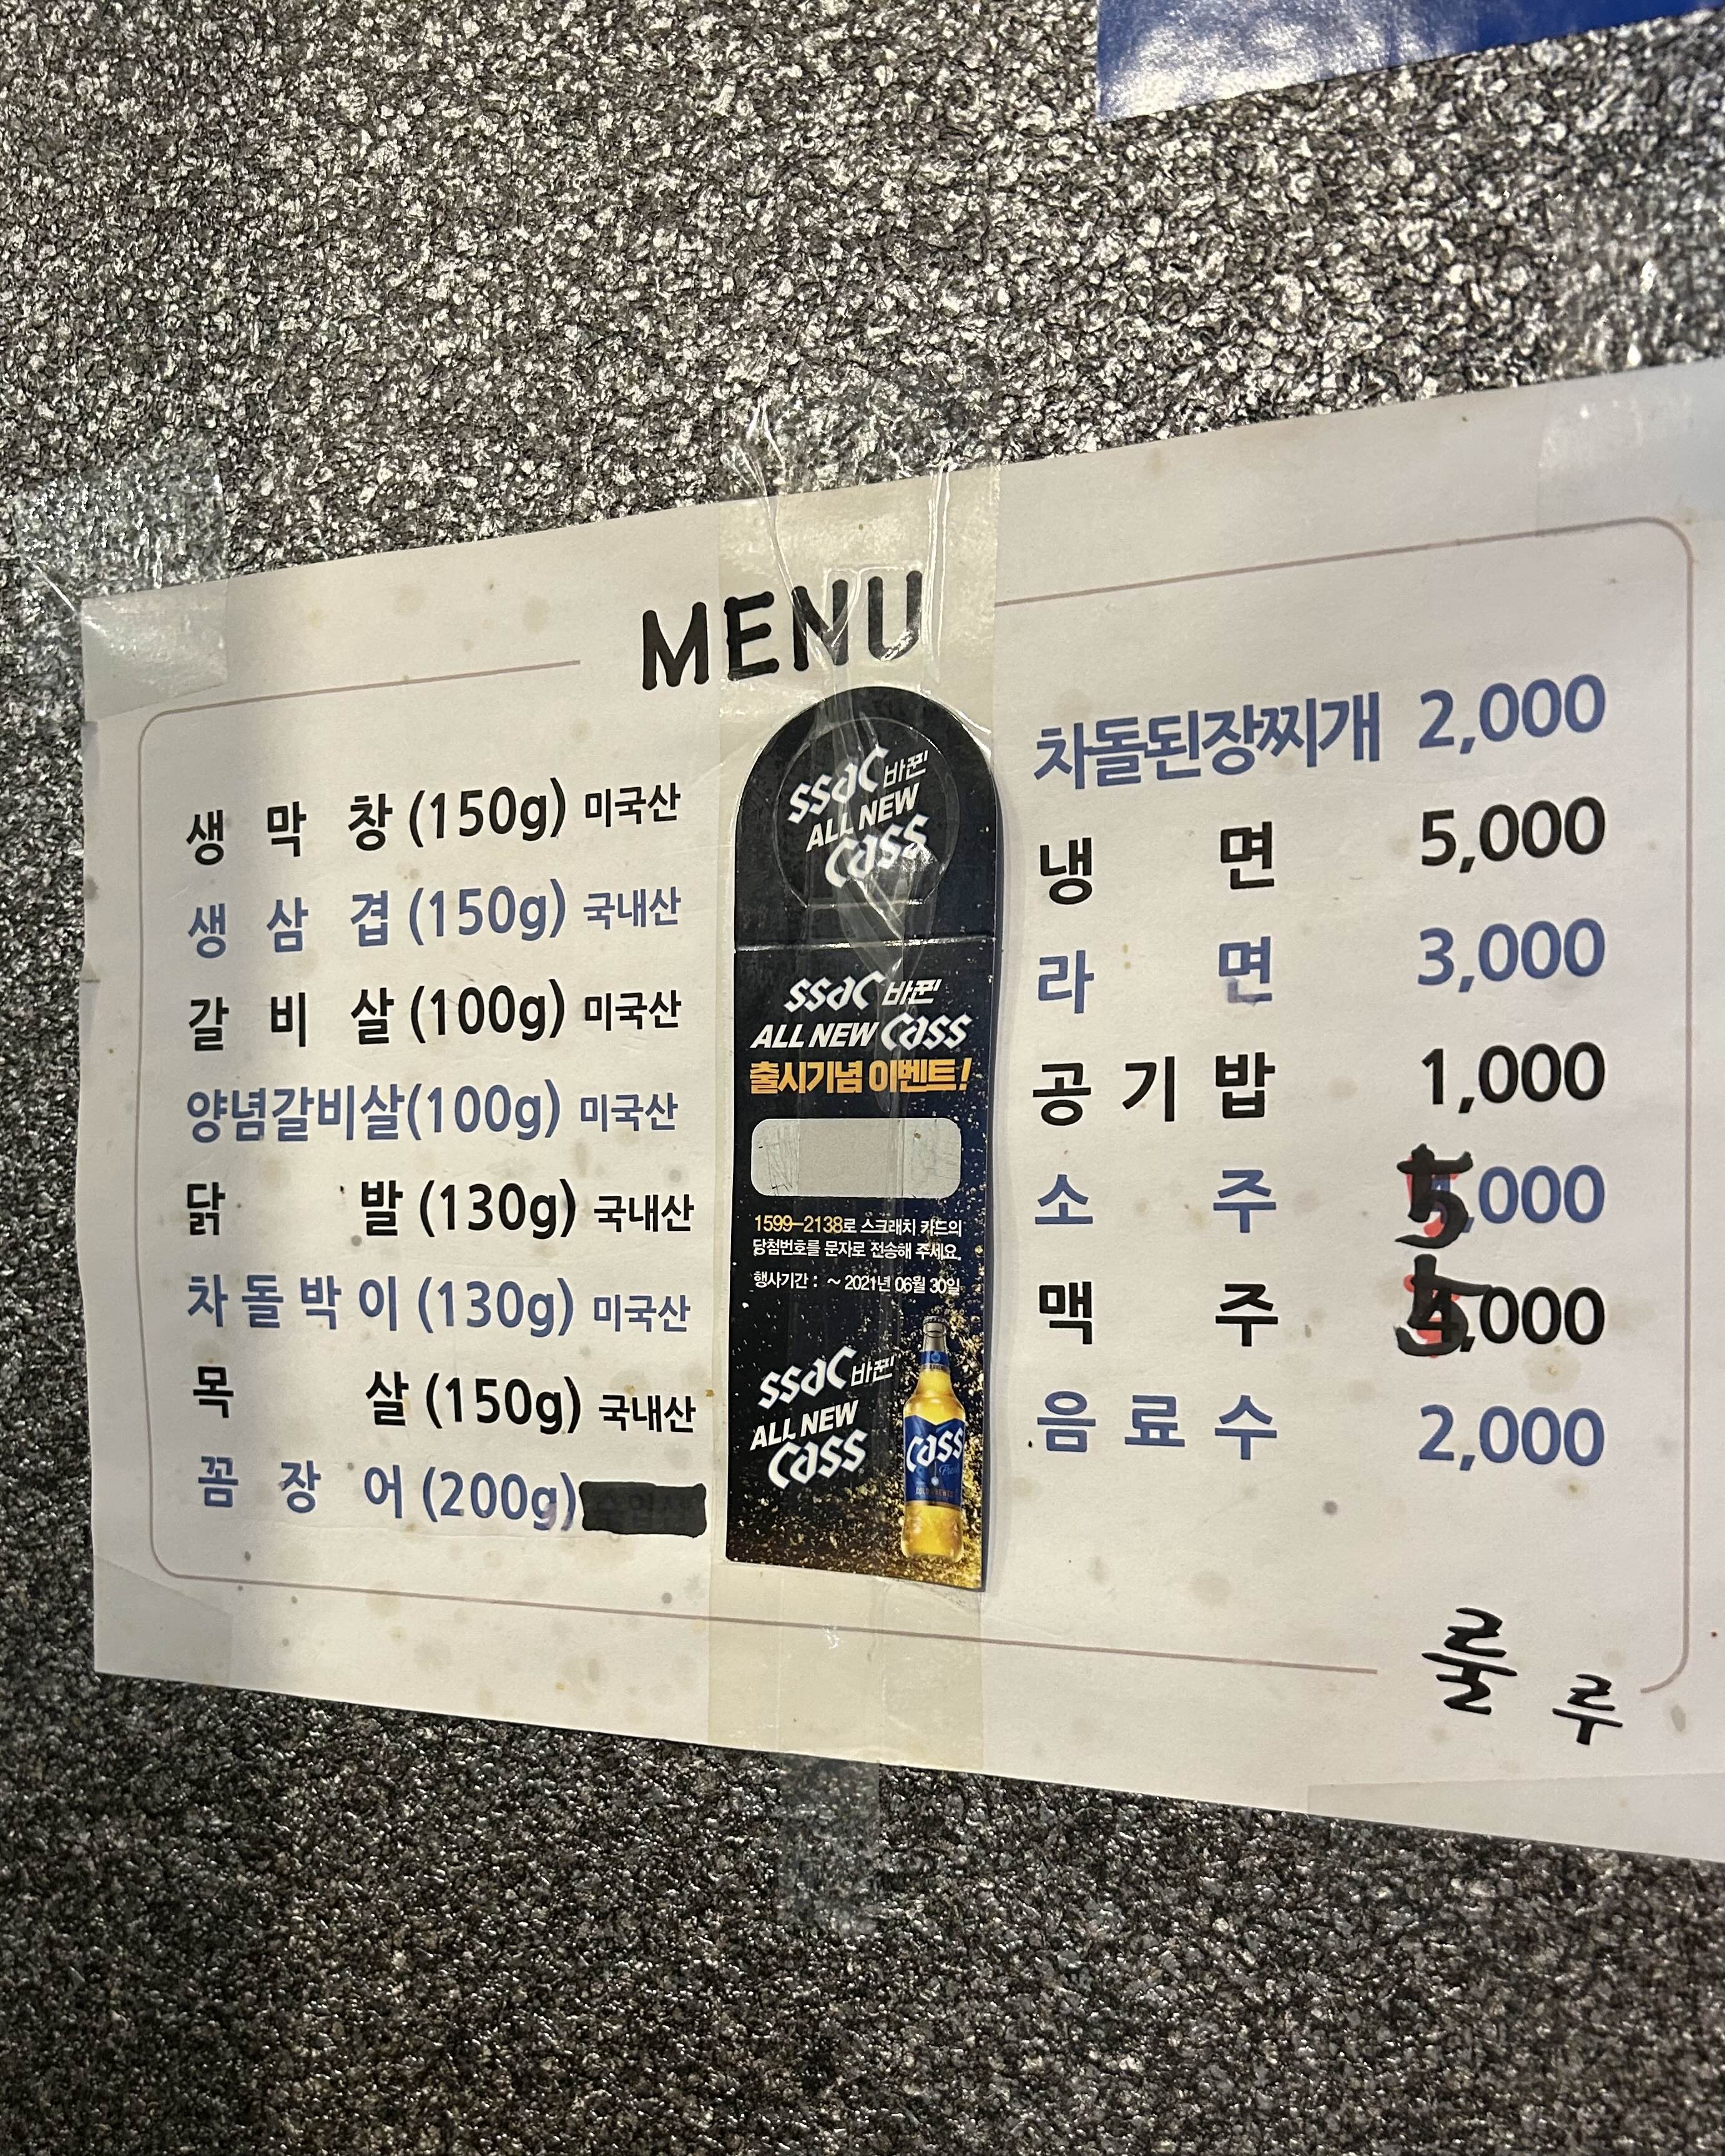 MENU
생막창 (150g) 미국산
생삼겹 (150g) 국내산
갈비살 (100g) 미국산
양념갈비살(100g) 미국산
닭발 (130g) 국내산
차돌박이 (130g) 미국산
목살 (150g) 국내산
꼼장어 (200g)
ssac 바뀐
ALL NEW
Cass
ssac 바뀐
ALL NEW Cass
출시기념 이벤트!
1599-2138로 스크래치 카드의
당첨번호를 문자로 전송해 주세요.
행사기간 : ~ 2021년 06월 30일
ssac 바뀐
ALL NEW
Cass
Cass
Fresh
차돌된장찌개 2,000
냉면 5,000
라면 3,000
공기밥 1,000
소주 5,000
맥주 5,000
음료수 2,000
룰루